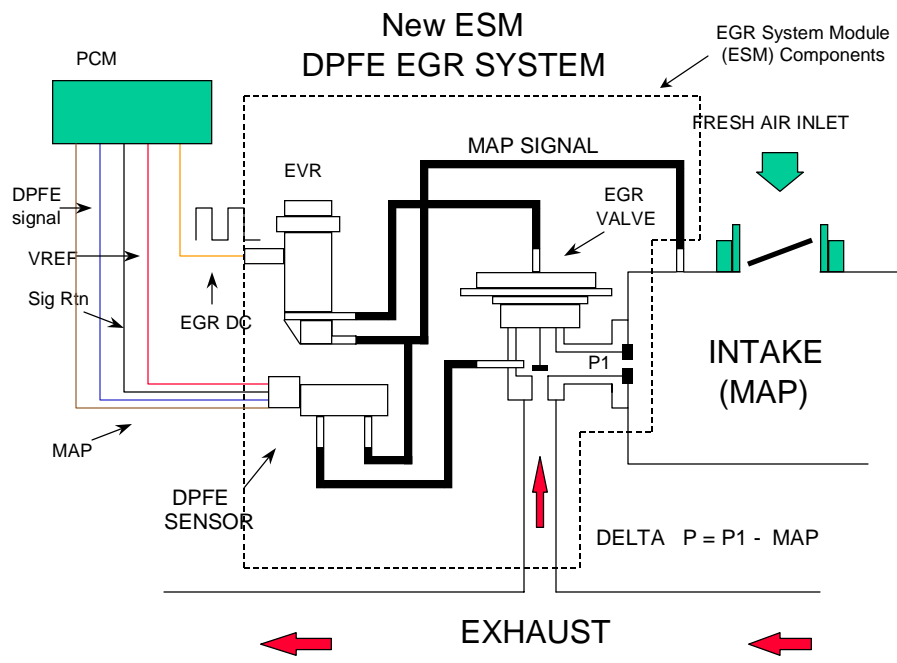 New ESM
DPFE EGR SYSTEM
EGR System Module
(ESM) Components
PCM
FRESH AIR INLET
MAP SIGNAL
EVR
DPFE
signal
EGR
VALVE
VREF
Sig Rtn
EGR DC
P1
INTAKE
(MAP)
MAP
DPFE
SENSOR
DELTA P = P1 - MAP
EXHAUST